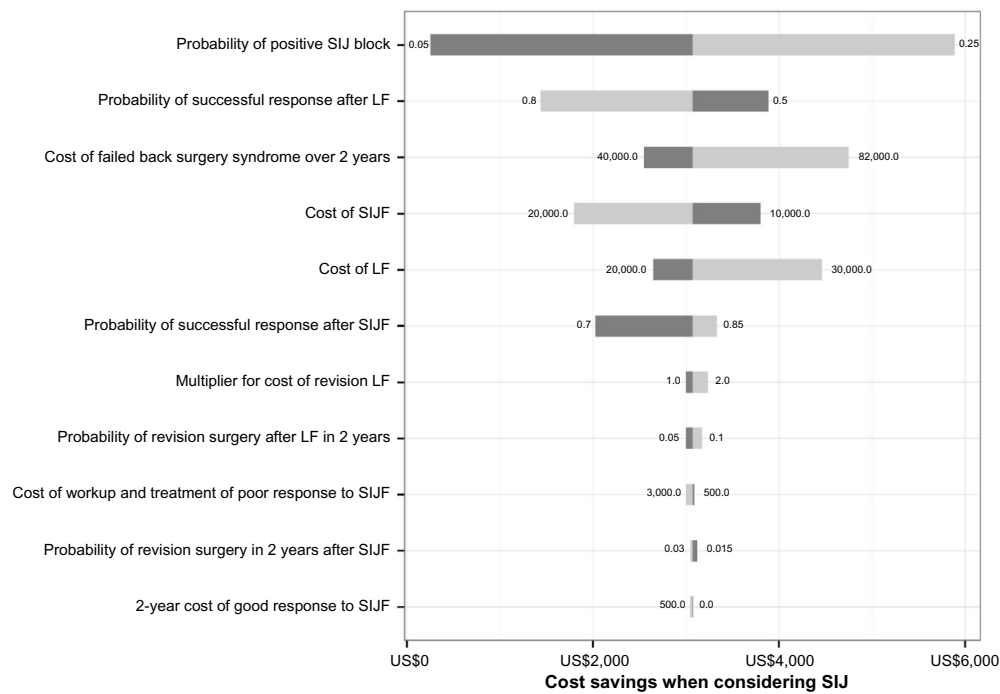 Probability of positive SIJ block 0.05 0.25
Probability of successful response after LF 0.8 0.5
Cost of failed back surgery syndrome over 2 years 40,000.0 82,000.0
Cost of SIJF 20,000.0 10,000.0
Cost of LF 20,000.0 30,000.0
Probability of successful response after SIJF 0.7 0.85
Multiplier for cost of revision LF 1.0 2.0
Probability of revision surgery after LF in 2 years 0.05 0.1
Cost of workup and treatment of poor response to SIJF 3,000.0 500.0
Probability of revision surgery in 2 years after SIJF 0.03 0.015
2-year cost of good response to SIJF 500.0 0.0
US$0 US$2,000 US$4,000 US$6,000
Cost savings when considering SIJ